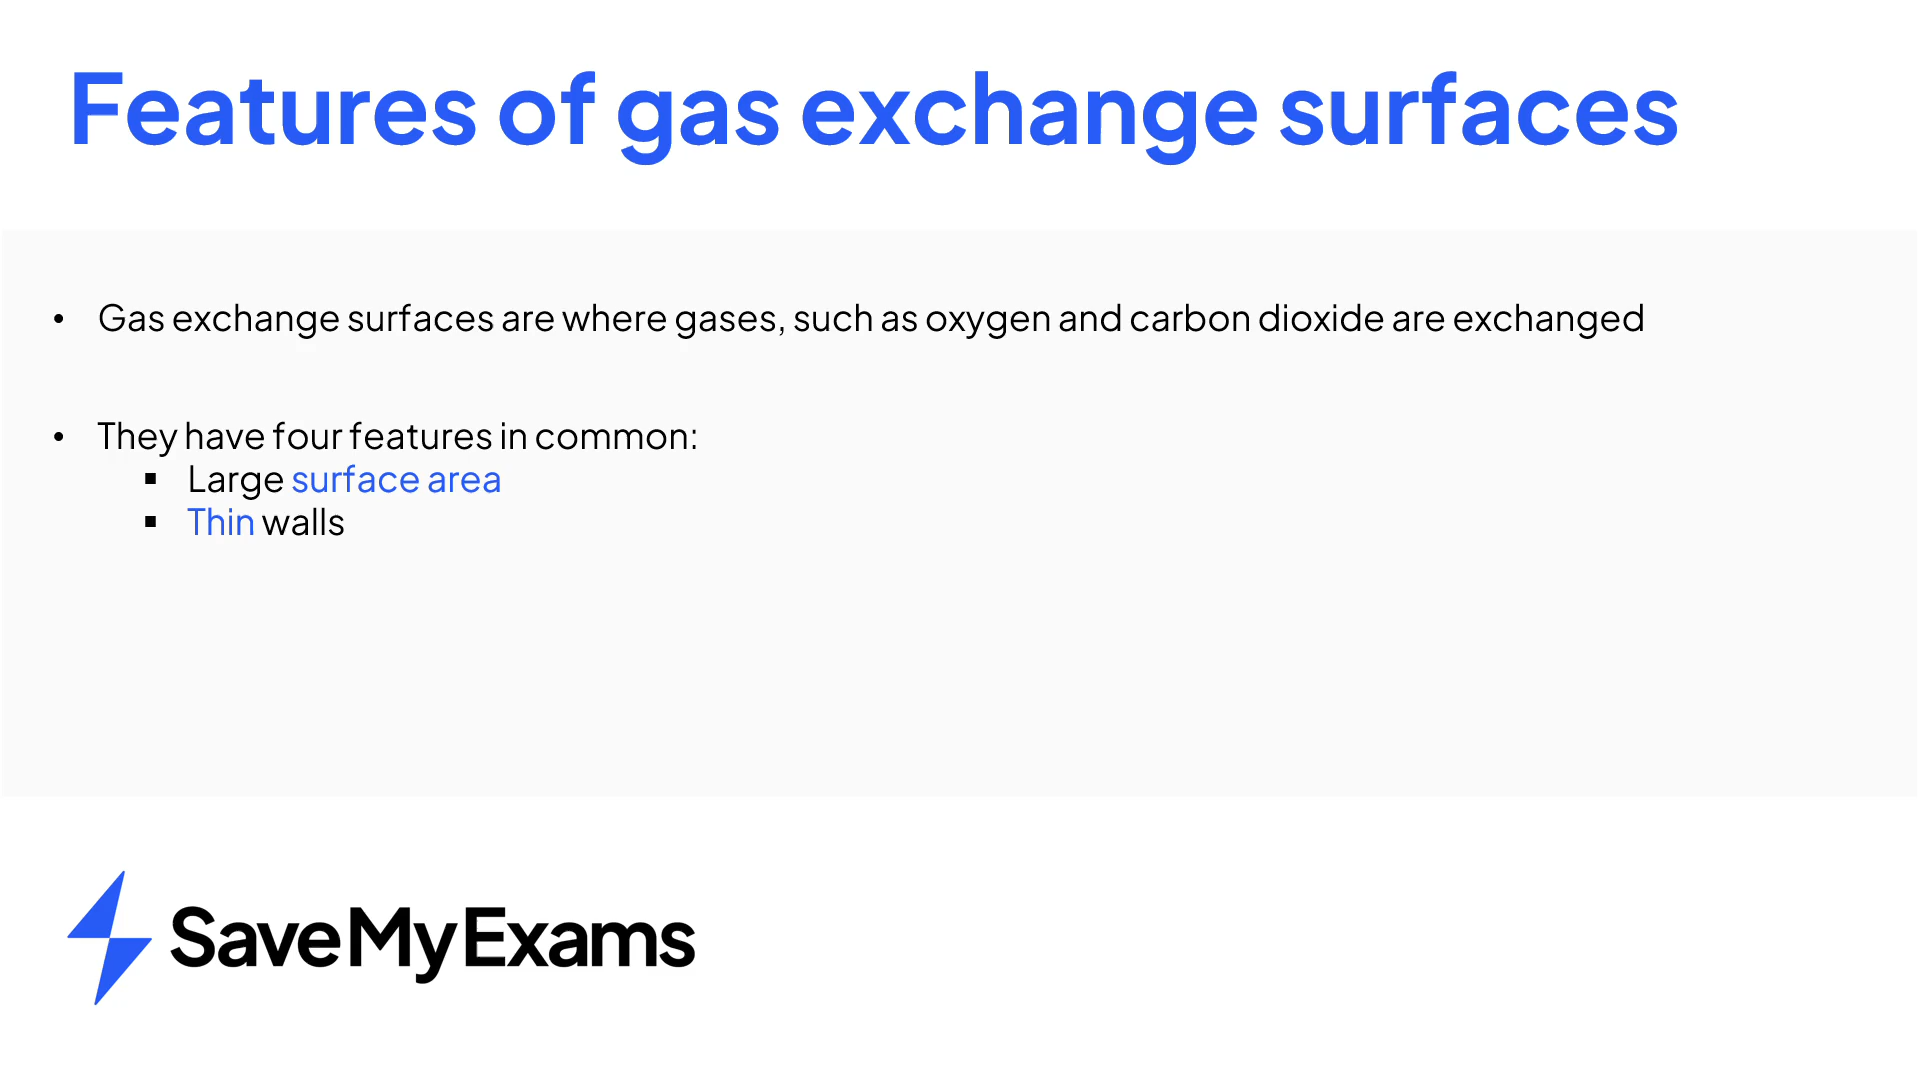 Features of gas exchange surfaces
• Gas exchange surfaces are where gases, such as oxygen and carbon dioxide are exchanged
• They have four features in common:
▪ Large surface area
▪ Thin walls
SaveMyExams